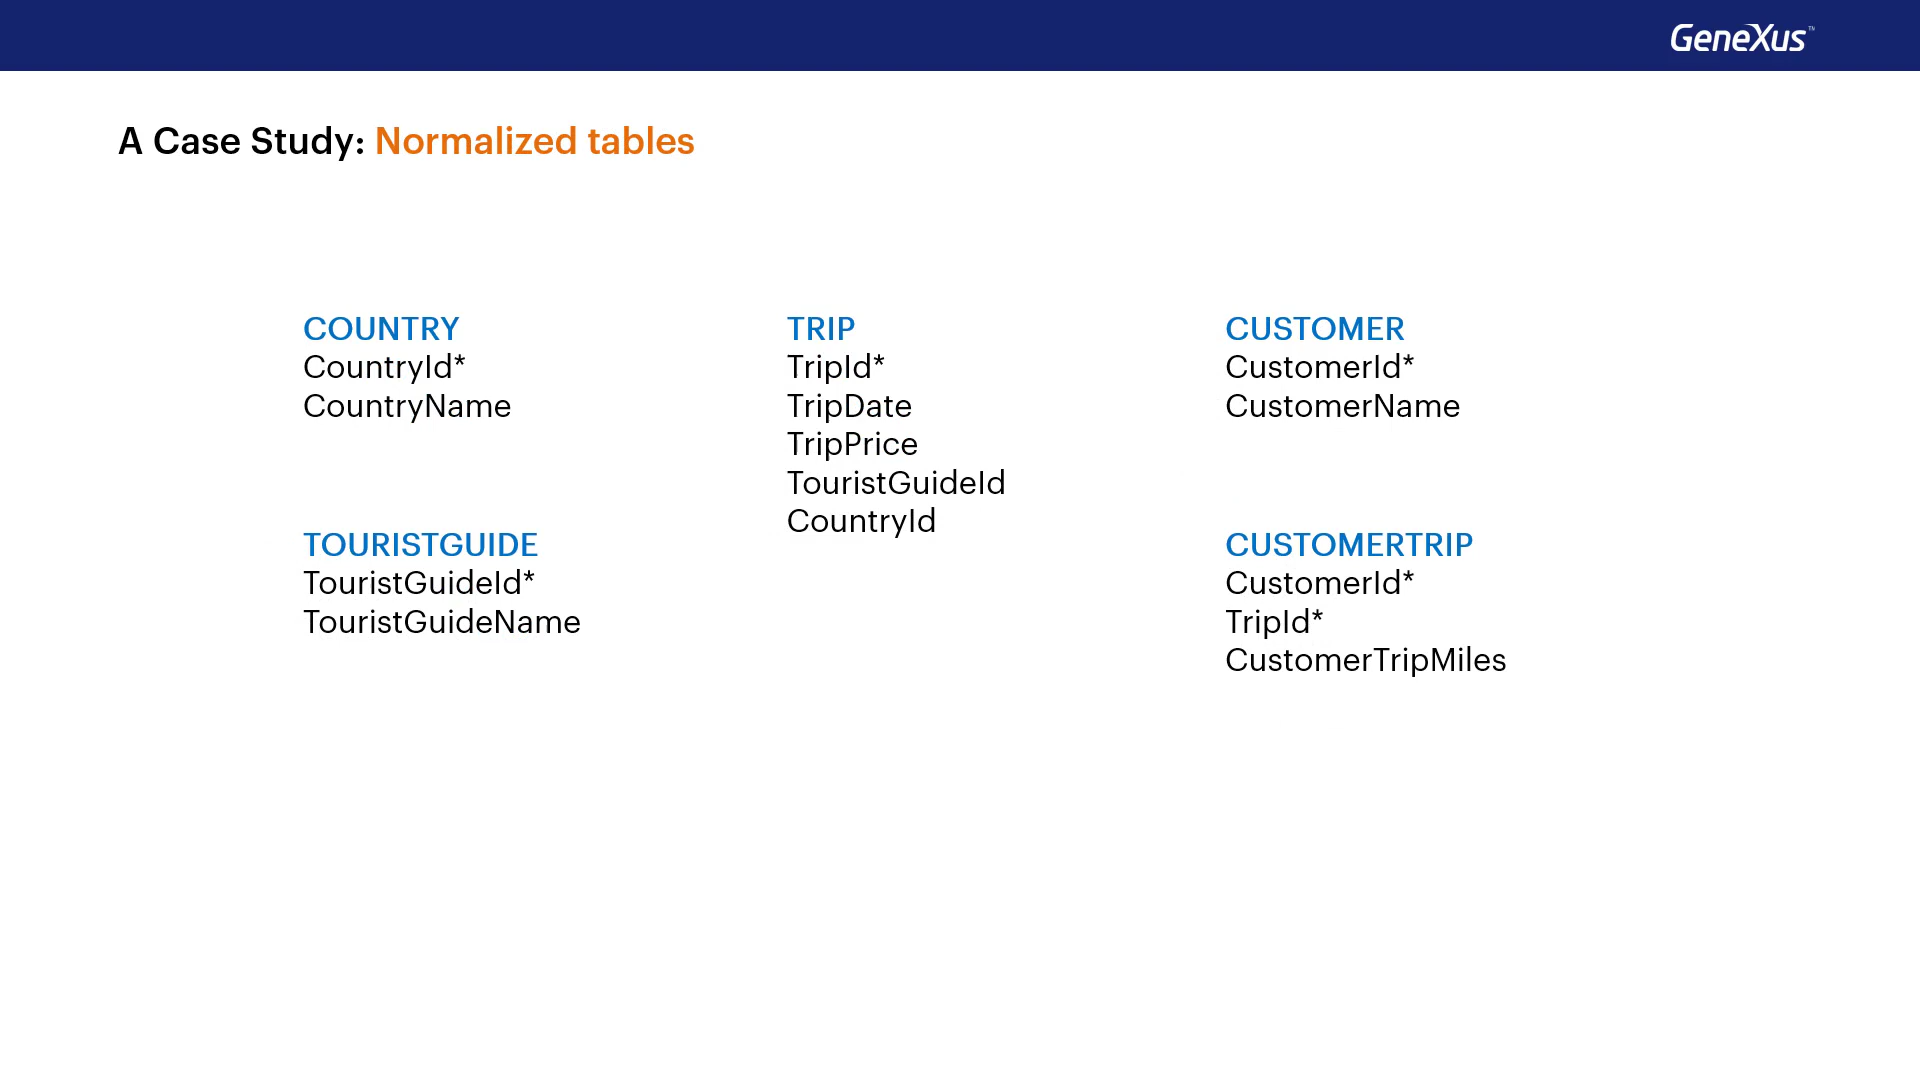 GeneXus™
A Case Study: Normalized tables
COUNTRY
CountryId*
CountryName
TOURISTGUIDE
TouristGuideId*
TouristGuideName
TRIP
TripId*
TripDate
TripPrice
TouristGuideId
CountryId
CUSTOMER
CustomerId*
CustomerName
CUSTOMERTRIP
CustomerId*
TripId*
CustomerTripMiles